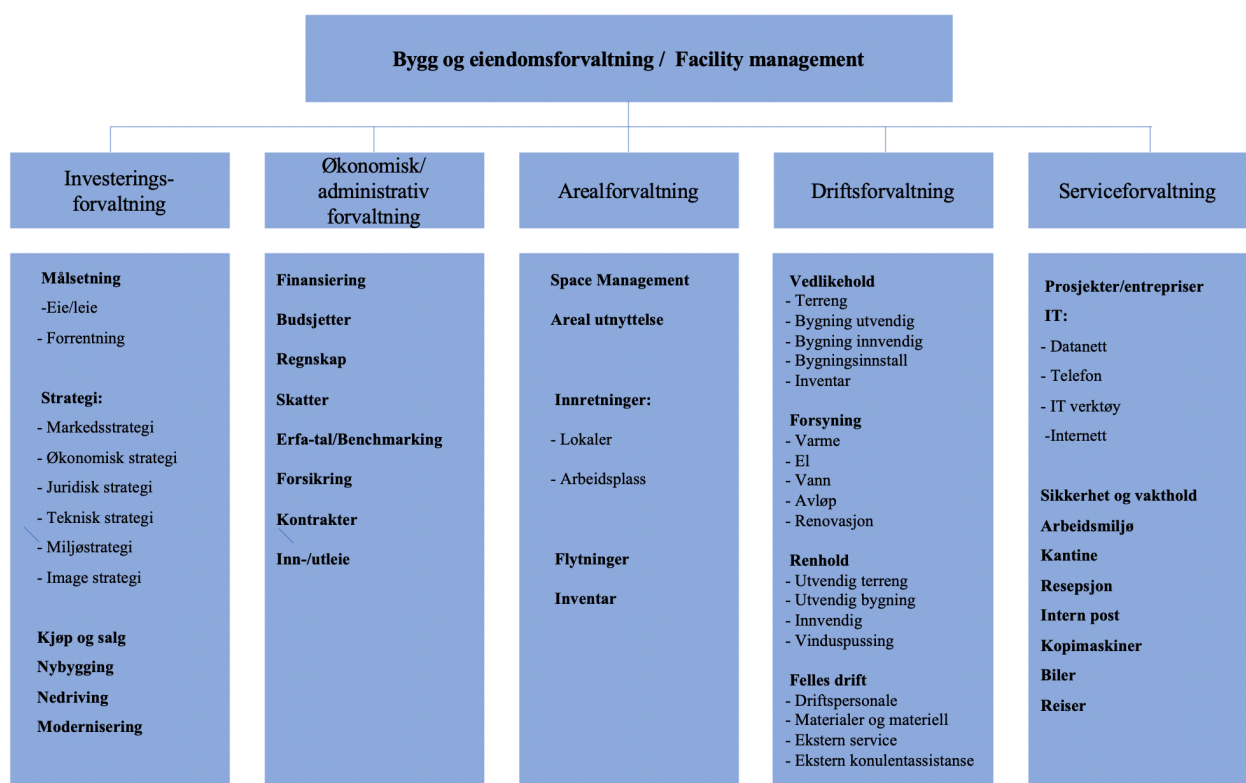 Bygg og eiendomsforvaltning / Facility management
Investerings-
forvaltning
Økonomisk/
administrativ
forvaltning
Arealforvaltning
Driftsforvaltning
Serviceforvaltning
Målsetning
-Eie/leie
- Forrentning
Strategi:
- Markedsstrategi
- Økonomisk strategi
- Juridisk strategi
- Teknisk strategi
- Miljøstrategi
- Image strategi
Kjøp og salg
Nybygging
Nedriving
Modernisering
Finansiering
Budsjetter
Regnskap
Skatter
Erfa-tal/Benchmarking
Forsikring
Kontrakter
Inn-/utleie
Space Management
Areal utnyttelse
Innretninger:
- Lokaler
- Arbeidsplass
Flytninger
Inventar
Vedlikehold
- Terreng
- Bygning utvendig
- Bygning innvendig
- Bygningsinnstall
- Inventar
Forsyning
- Varme
- El
- Vann
- Avløp
- Renovasjon
Renhold
- Utvendig terreng
- Utvendig bygning
- Innvendig
- Vinduspussing
Felles drift
- Driftspersonale
- Materialer og materiell
- Ekstern service
- Ekstern konulentassistanse
Prosjekter/entrepriser
IT:
- Datanett
- Telefon
- IT verktøy
-Internett
Sikkerhet og vakthold
Arbeidsmiljø
Kantine
Resepsjon
Intern post
Kopimaskiner
Biler
Reiser